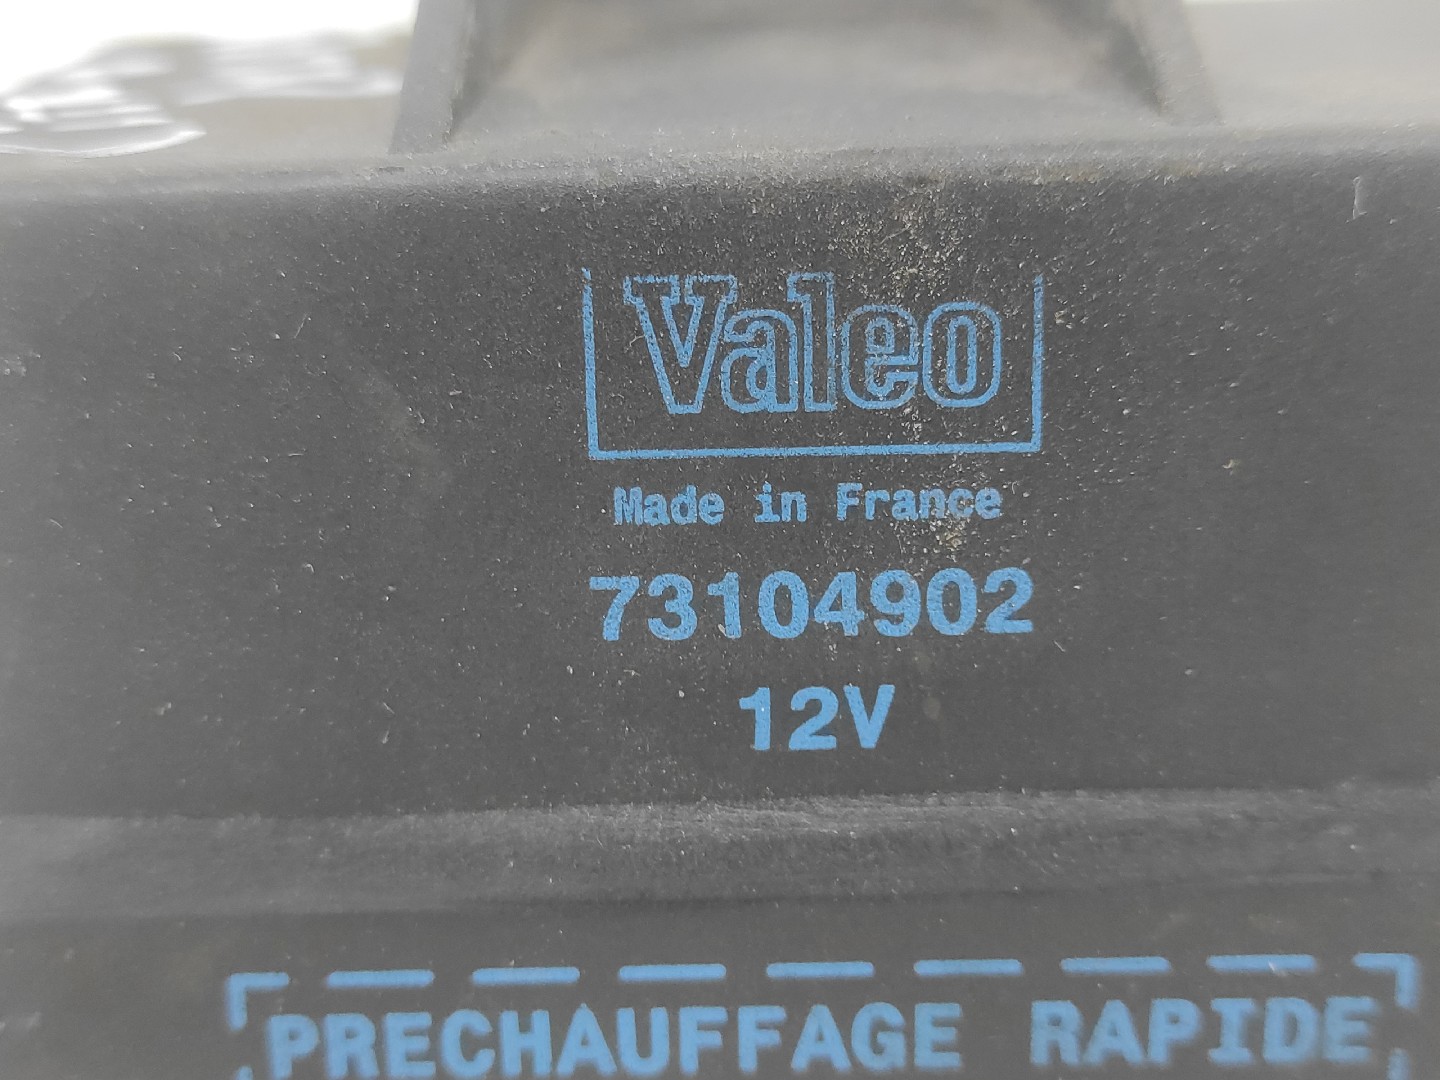 Valeo
Made in France
73104902
12V
PRECHAUFFAGE RAPIDE